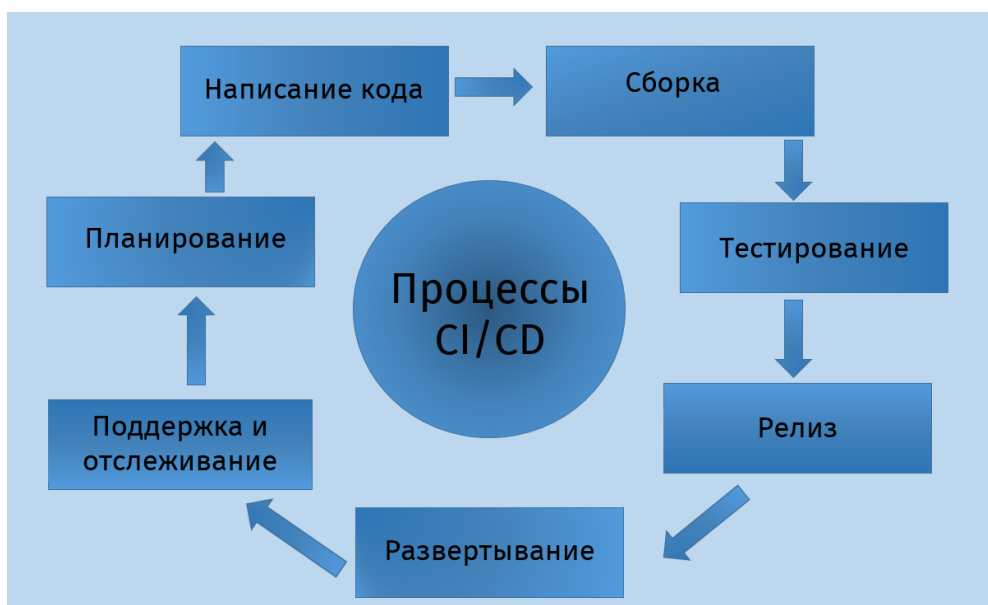 Написание кода
Сборка
Планирование
Тестирование
Процессы
CI/CD
Поддержка и
отслеживание
Релиз
Развертывание